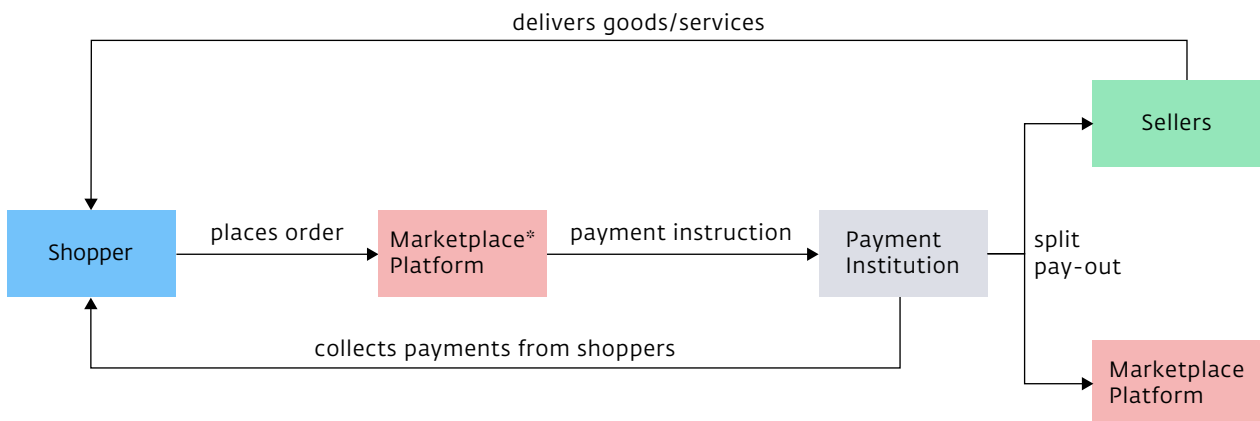 delivers goods/services
Sellers
Shopper
places order
Marketplace*
Platform
payment instruction
Payment
Institution
split
pay-out
collects payments from shoppers
Marketplace
Platform